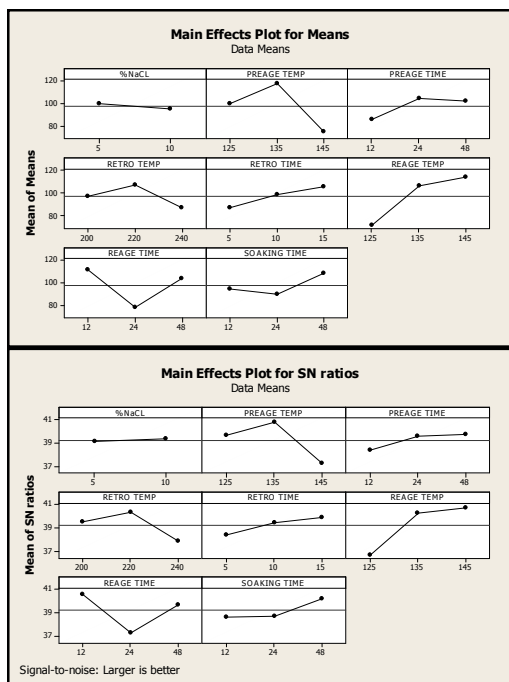 Main Effects Plot for Means
Data Means
%NaCL PREAGE TEMP PREAGE TIME
120
100
80
5 10 125 135 145 12 24 48
RETRO TEMP RETRO TIME REAGE TEMP
120
100
80
200 220 240 5 10 15 125 135 145
REAGE TIME SOAKING TIME
120
100
80
12 24 48 12 24 48
Mean of Means
Main Effects Plot for SN ratios
Data Means
%NaCL PREAGE TEMP PREAGE TIME
41
39
37
5 10 125 135 145 12 24 48
RETRO TEMP RETRO TIME REAGE TEMP
41
39
37
200 220 240 5 10 15 125 135 145
REAGE TIME SOAKING TIME
41
39
37
12 24 48 12 24 48
Mean of SN ratios
Signal-to-noise: Larger is better